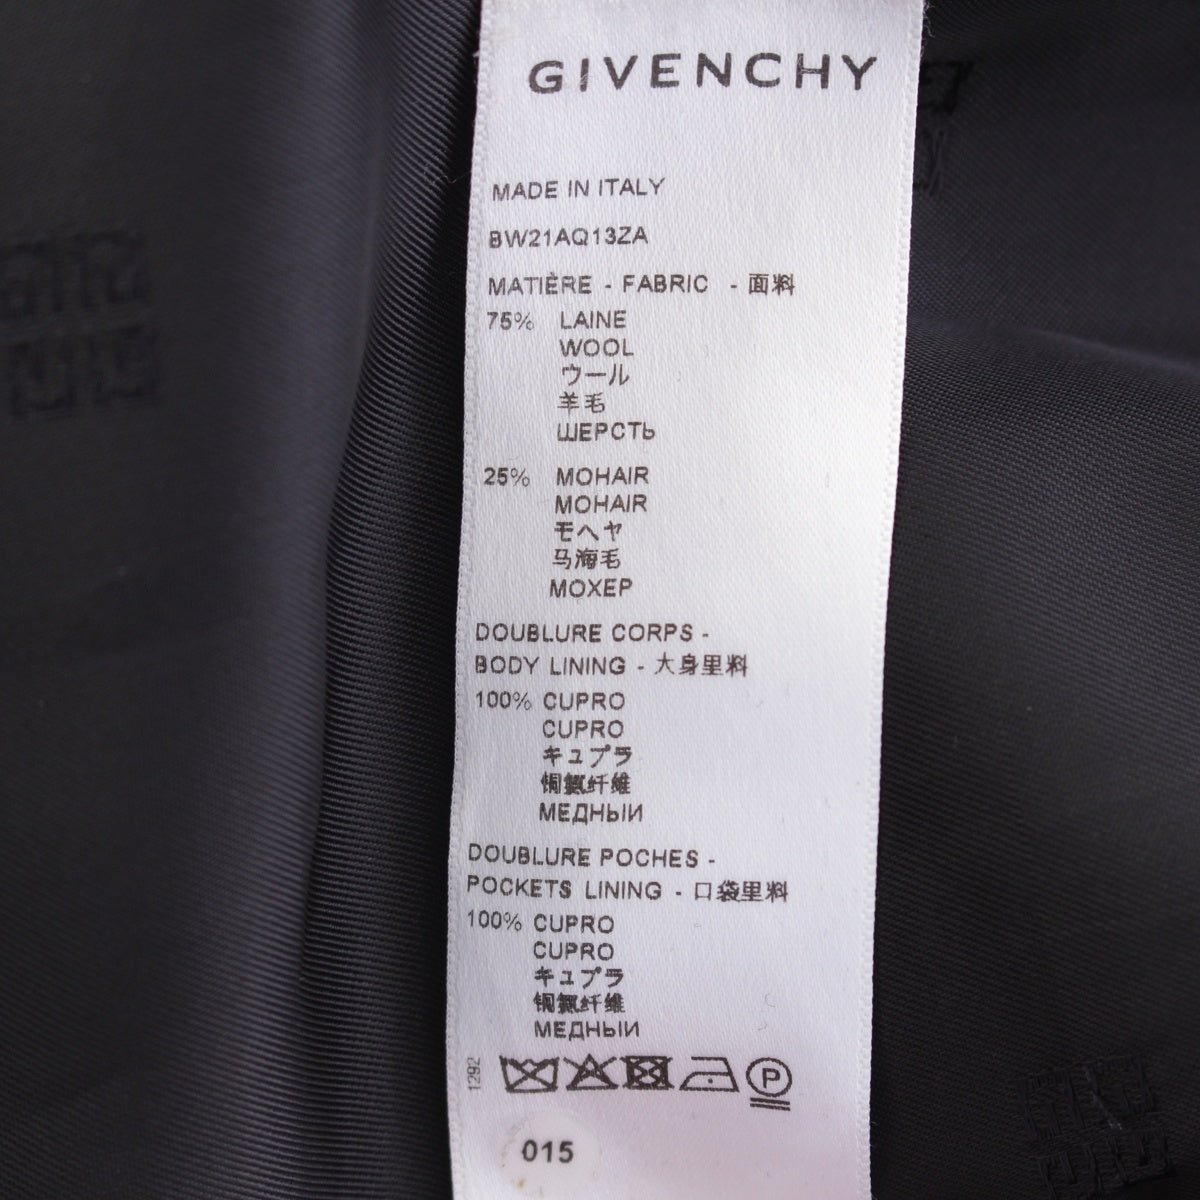 GIVENCHY
MADE IN ITALY
BW21AQ13ZA
MATIÈRE - FABRIC - 面料
75% LAINE
WOOL
ウール
羊毛
ШЕРСТЬ
25% MOHAIR
MOHAIR
モヘヤ
马海毛
МОХЕР
DOUBLURE CORPS -
BODY LINING - 大身里料
100% CUPRO
CUPRO
キュプラ
铜氨纤维
МЕДНЫИ
DOUBLURE POCHES -
POCKETS LINING - 口袋里料
100% CUPRO
CUPRO
キュプラ
铜氨纤维
МЕДНЫИ
1292
P
015